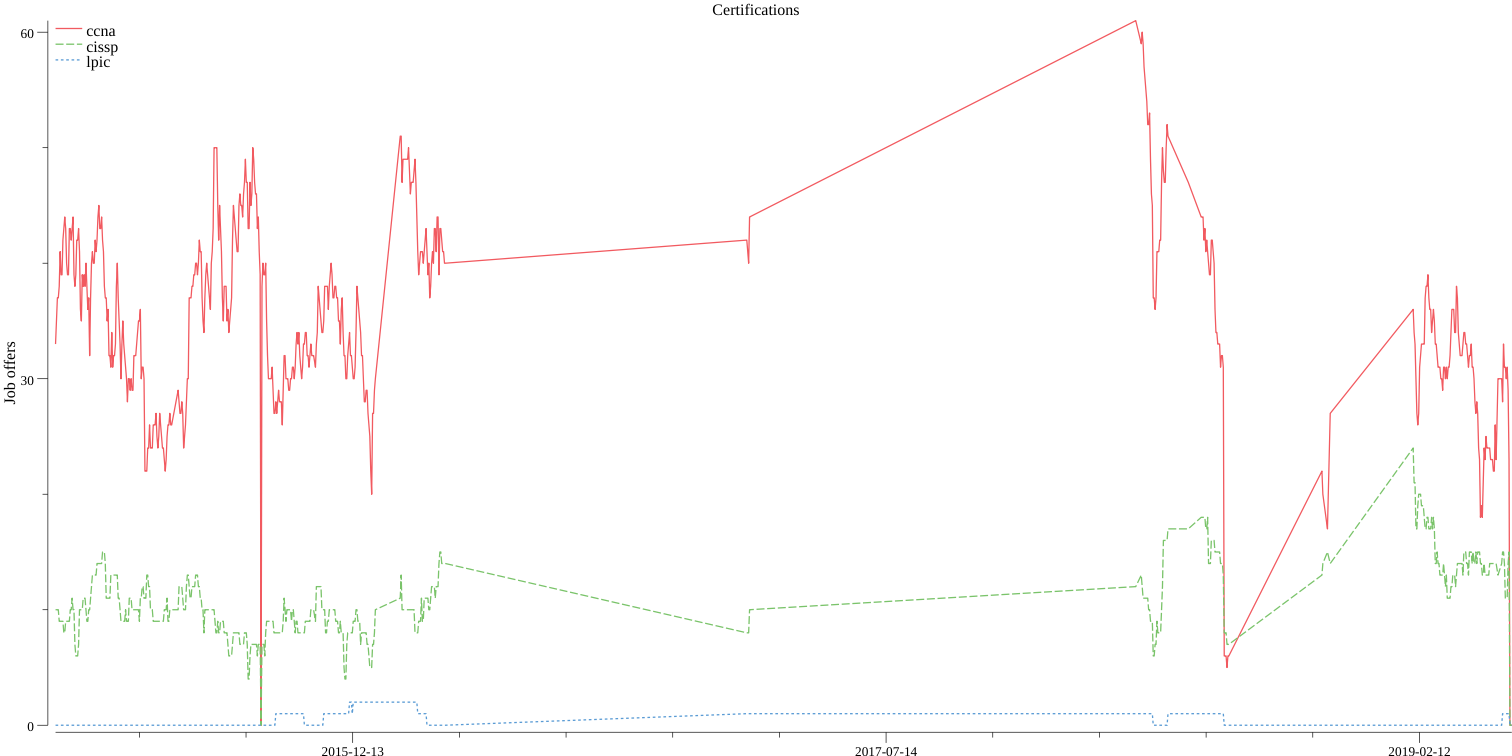 Certifications
60
ccna
cissp
lpic
Job offers
30
0
2015-12-13
2017-07-14
2019-02-12